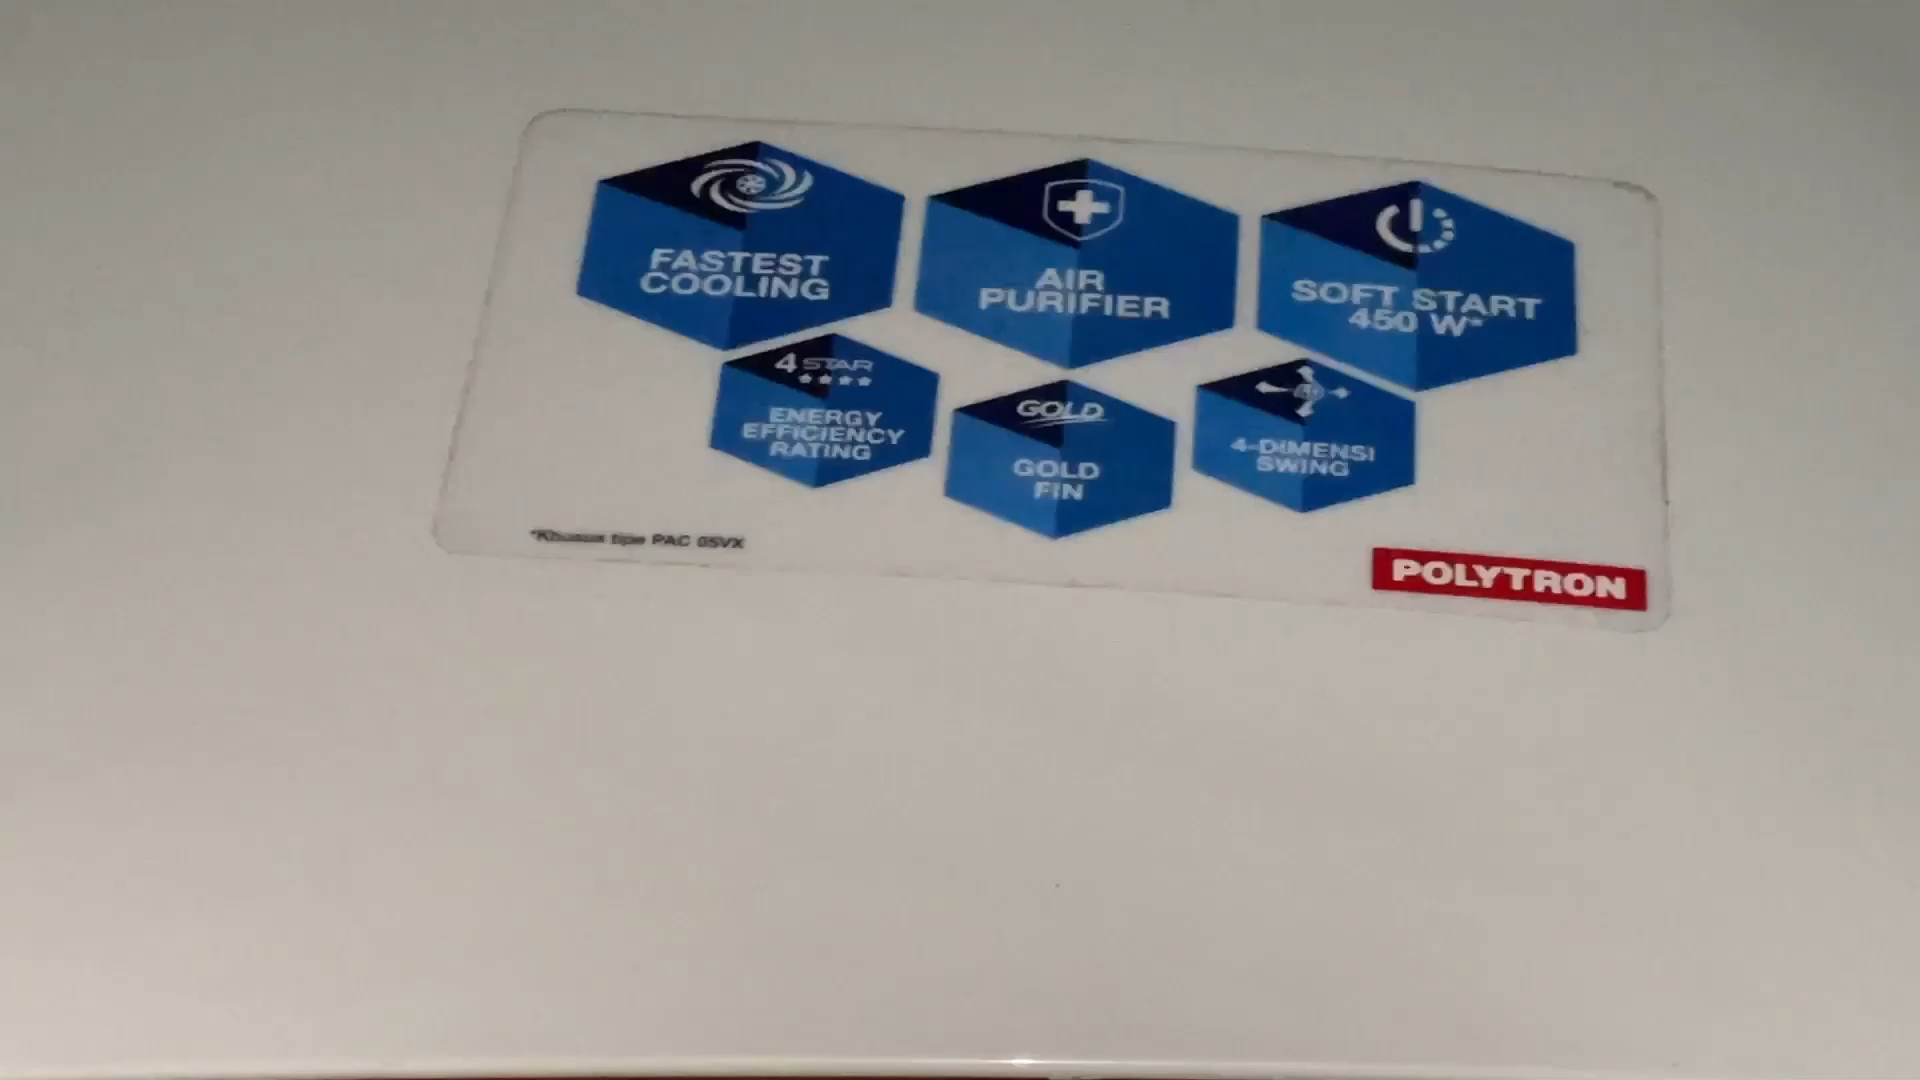 FASTEST
COOLING
AIR
PURIFIER
SOFT START
450 W*
4 STAR
ENERGY
EFFICIENCY
RATING
GOLD
GOLD
FIN
4-DIMENSI
SWING
*Khusus tipe PAC 05VX
POLYTRON